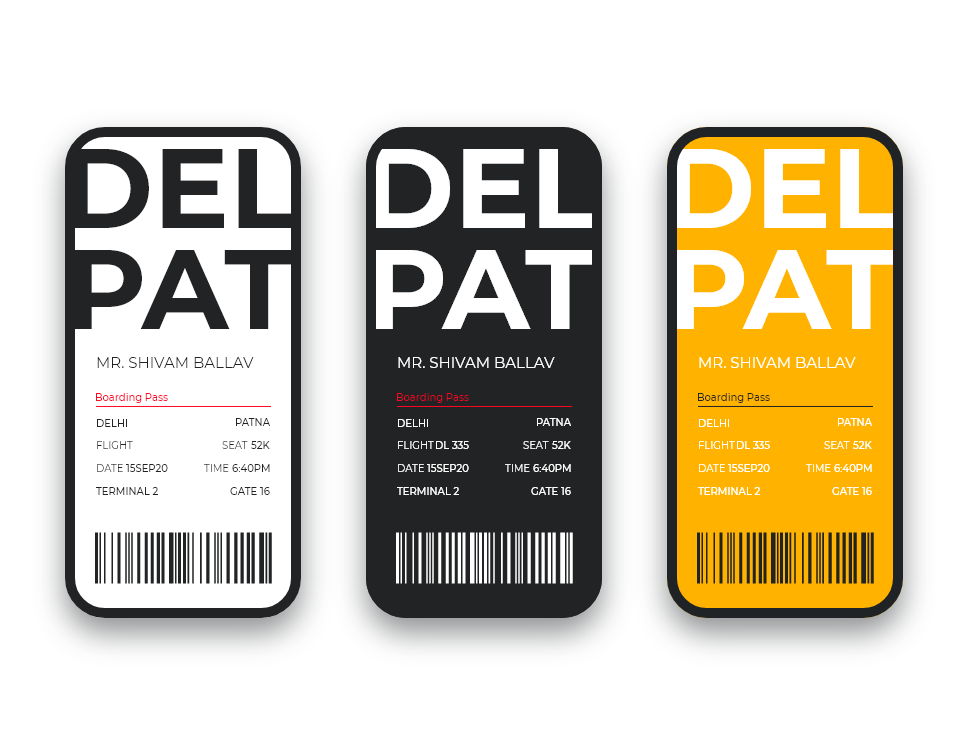 DEL
PAT
MR. SHIVAM BALLAV
Boarding Pass
DELHI PATNA
FLIGHT SEAT 52K
DATE 15SEP20 TIME 6:40PM
TERMINAL 2 GATE 16
DEL
PAT
MR. SHIVAM BALLAV
Boarding Pass
DELHI PATNA
FLIGHT DL 335 SEAT 52K
DATE 15SEP20 TIME 6:40PM
TERMINAL 2 GATE 16
DEL
PAT
MR. SHIVAM BALLAV
Boarding Pass
DELHI PATNA
FLIGHT DL 335 SEAT 52K
DATE 15SEP20 TIME 6:40PM
TERMINAL 2 GATE 16